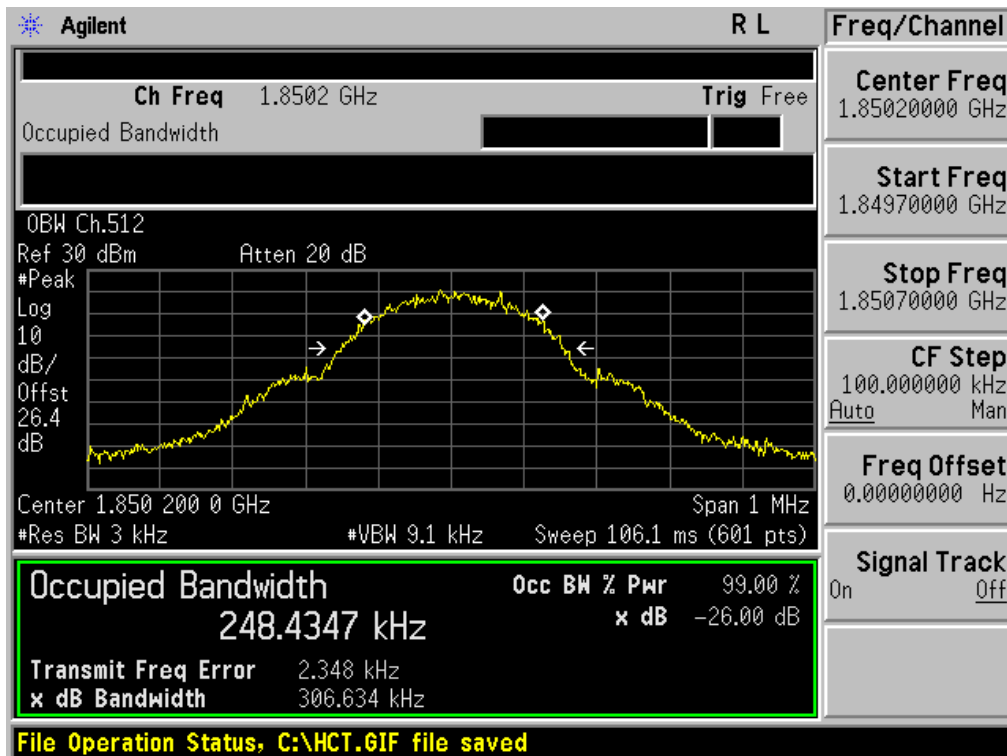 Agilent R L Freq/Channel
Ch Freq 1.8502 GHz Trig Free
Occupied Bandwidth
Center Freq
1.85020000 GHz
Start Freq
1.84970000 GHz
Stop Freq
1.85070000 GHz
CF Step
100.000000 kHz
Auto Man
Freq Offset
0.00000000 Hz
Signal Track
On Off
OBW Ch.512
Ref 30 dBm Atten 20 dB
#Peak
Log
10
dB/
Offst
26.4
dB
Center 1.850 200 0 GHz Span 1 MHz
#Res BW 3 kHz #VBW 9.1 kHz Sweep 106.1 ms (601 pts)
Occupied Bandwidth
248.4347 kHz
Occ BW % Pwr 99.00 %
x dB -26.00 dB
Transmit Freq Error 2.348 kHz
x dB Bandwidth 306.634 kHz
File Operation Status, C:\HCT.GIF file saved